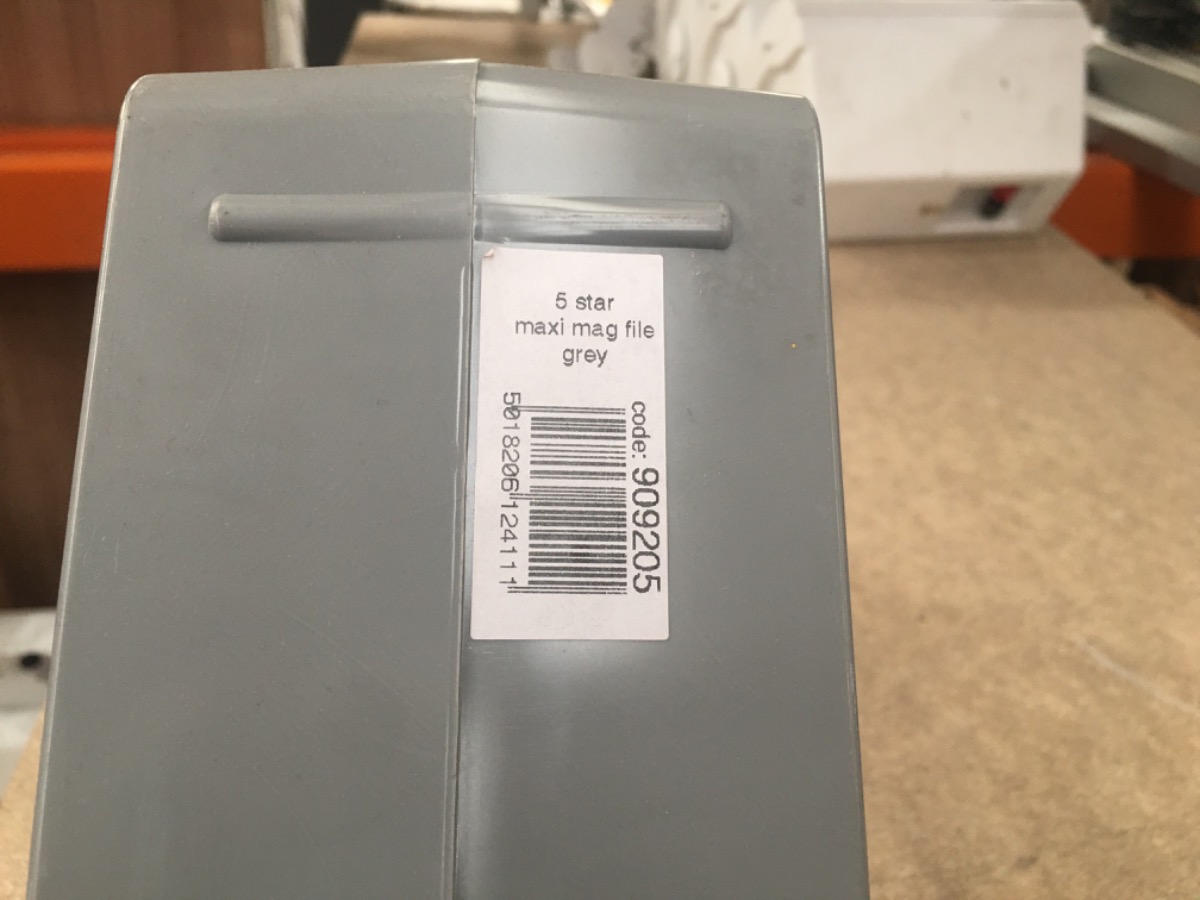 5 star
maxi mag file
grey
code: 909205
5018206124111